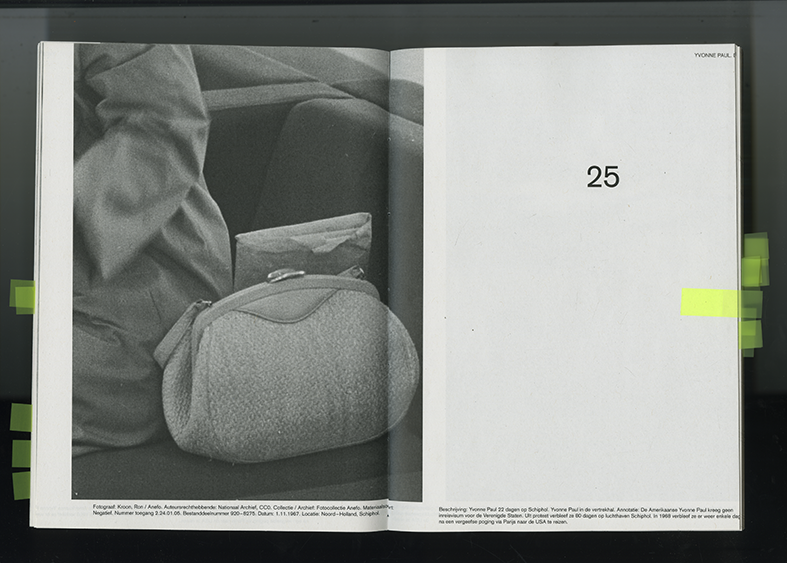 Fotograaf: Kroon, Ron / Anefo. Auteursrechthebbende: Nationaal Archief, CC0. Collectie / Archief: Fotocollectie Anefo.
Negatief. Nummer toegang 2.24.01.05. Bestanddeelnummer 920-8275. Datum: 1.11.1967. Locatie: Noord-Holland, Schiphol.
YVONNE PAUL,
25
Beschrijving: Yvonne Paul 22 dagen op Schiphol. Yvonne Paul in de vertrekhal. Annotatie: De Amerikaanse Yvonne Paul kreeg geen
inreisvisum voor de Verenigde Staten. Uit protest verbleef ze 60 dagen op luchthaven Schiphol. In 1968 verbleef ze er weer enkele
na een vergeefse poging via Parijs naar de USA te reizen.